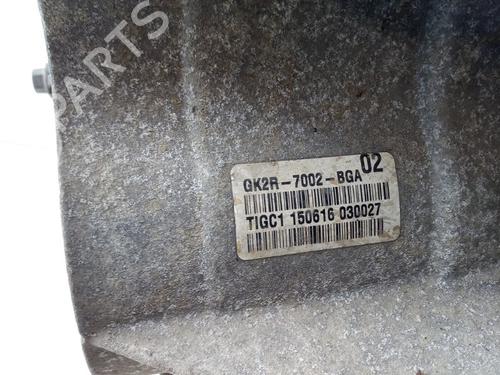 PARTS
02
GK2R-7002-BGA
TIGC1 150616 030027